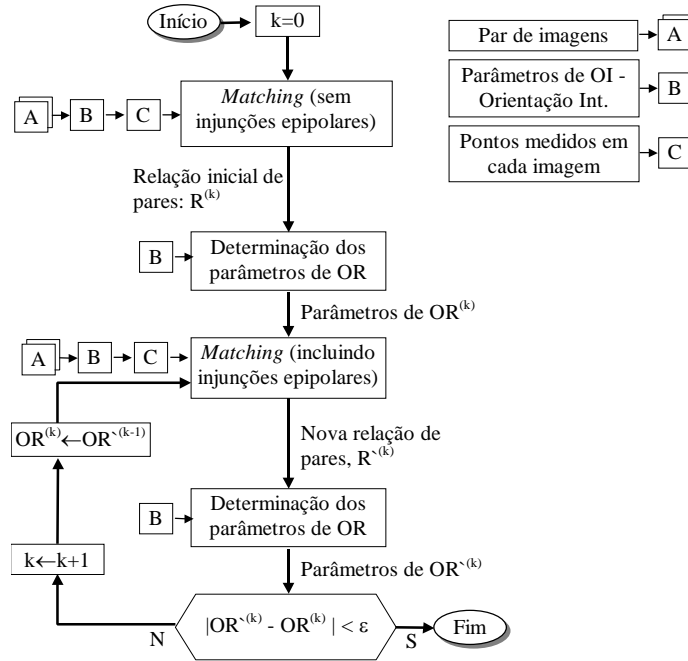 Início
k=0
Par de imagens
A
Parâmetros de OI -
Orientação Int.
B
Pontos medidos em
cada imagem
C
A
B
C
Matching (sem
injunções epipolares)
Relação inicial de
pares: R(k)
B
Determinação dos
parâmetros de OR
Parâmetros de OR(k)
A
B
C
Matching (incluindo
injunções epipolares)
OR(k)←OR`(k-1)
Nova relação de
pares, R`(k)
B
Determinação dos
parâmetros de OR
k←k+1
Parâmetros de OR`(k)
|OR`(k) - OR(k) | < ε
N
S
Fim